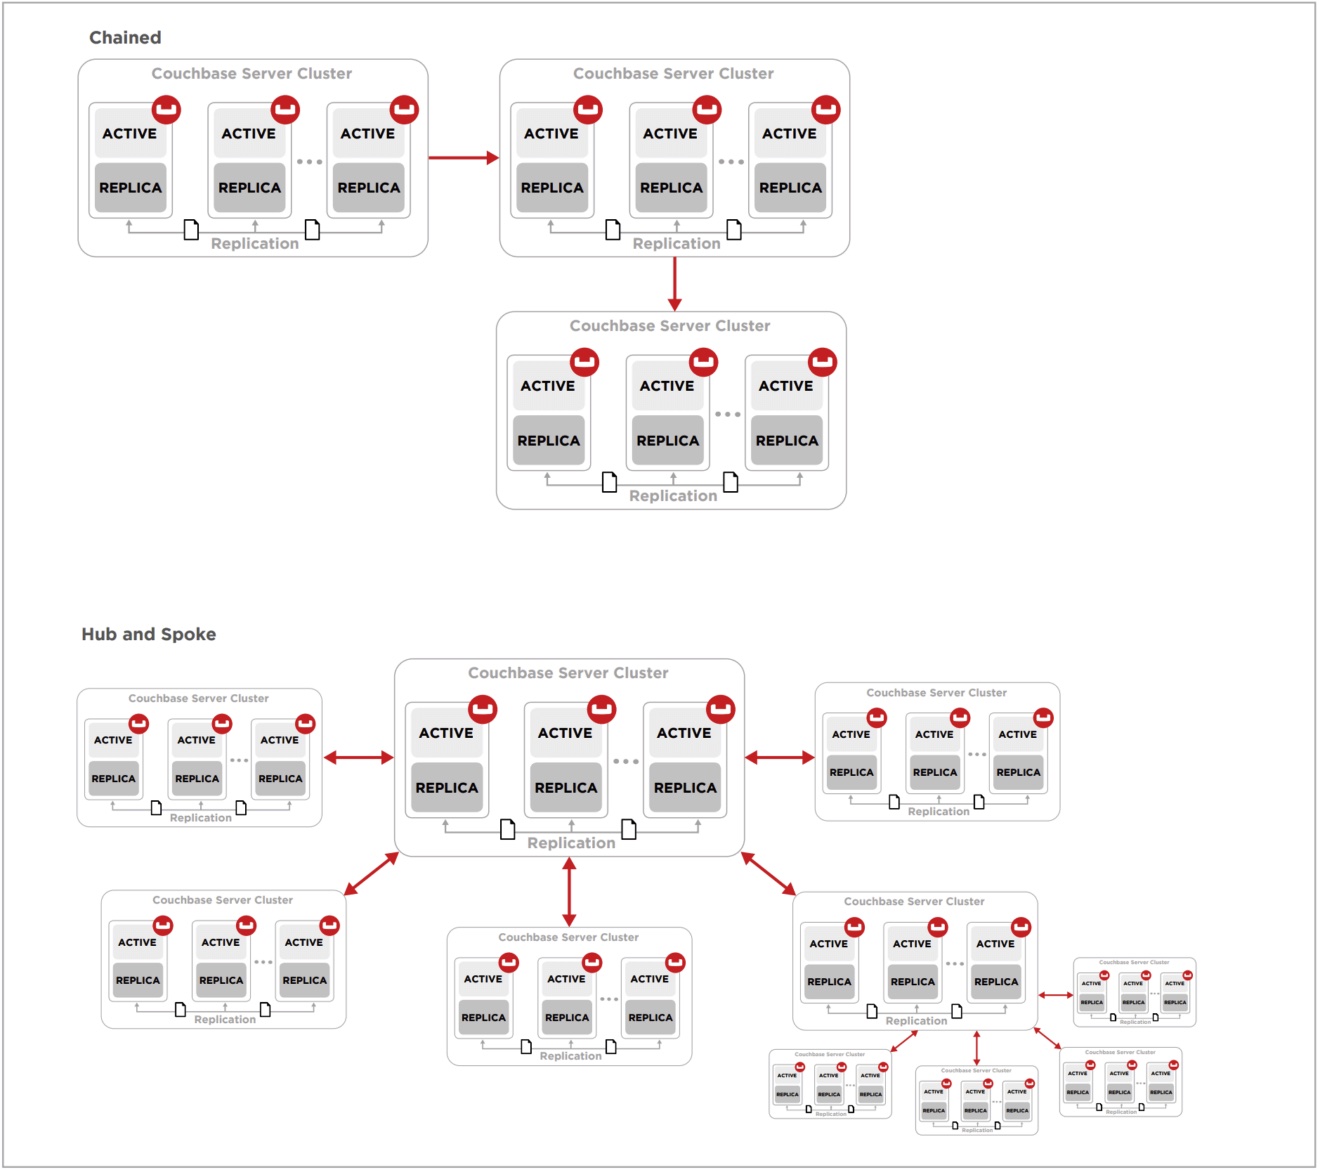 Chained
Couchbase Server Cluster
ACTIVE ACTIVE ACTIVE
REPLICA REPLICA REPLICA
Replication
Couchbase Server Cluster
ACTIVE ACTIVE ACTIVE
REPLICA REPLICA REPLICA
Replication
Couchbase Server Cluster
ACTIVE ACTIVE ACTIVE
REPLICA REPLICA REPLICA
Replication
Hub and Spoke
Couchbase Server Cluster
ACTIVE ACTIVE ACTIVE
REPLICA REPLICA REPLICA
Replication
Couchbase Server Cluster
ACTIVE ACTIVE ACTIVE
REPLICA REPLICA REPLICA
Replication
Couchbase Server Cluster
ACTIVE ACTIVE ACTIVE
REPLICA REPLICA REPLICA
Replication
Couchbase Server Cluster
ACTIVE ACTIVE ACTIVE
REPLICA REPLICA REPLICA
Replication
Couchbase Server Cluster
ACTIVE ACTIVE ACTIVE
REPLICA REPLICA REPLICA
Replication
Couchbase Server Cluster
ACTIVE ACTIVE ACTIVE
REPLICA REPLICA REPLICA
Replication
Couchbase Server Cluster
ACTIVE ACTIVE ACTIVE
REPLICA REPLICA REPLICA
Replication
Couchbase Server Cluster
ACTIVE ACTIVE ACTIVE
REPLICA REPLICA REPLICA
Replication
Couchbase Server Cluster
ACTIVE ACTIVE ACTIVE
REPLICA REPLICA REPLICA
Replication
Couchbase Server Cluster
ACTIVE ACTIVE ACTIVE
REPLICA REPLICA REPLICA
Replication